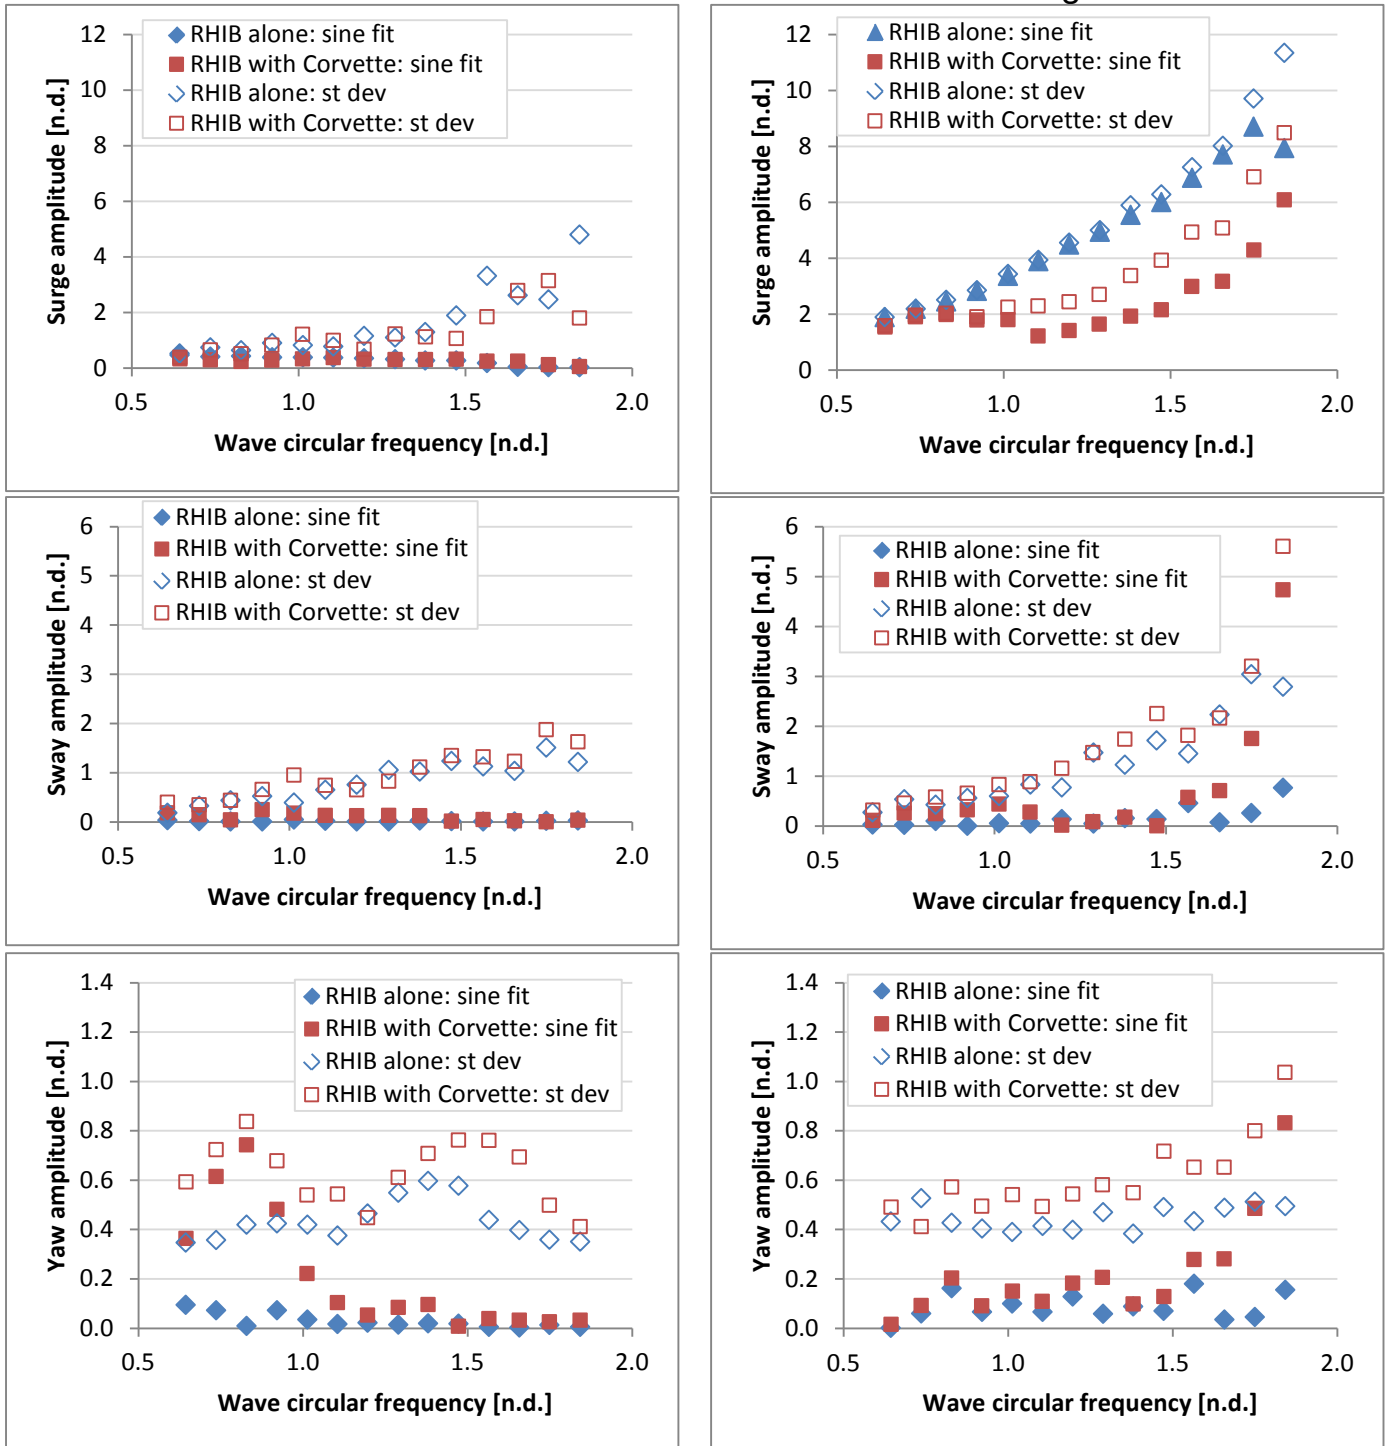 g
12
10
8
6
4
2
0
0.5 1.0 1.5 2.0
Surge amplitude [n.d.]
Wave circular frequency [n.d.]
RHIB alone: sine fit
RHIB with Corvette: sine fit
RHIB alone: st dev
RHIB with Corvette: st dev
12
10
8
6
4
2
0
0.5 1.0 1.5 2.0
Surge amplitude [n.d.]
Wave circular frequency [n.d.]
RHIB alone: sine fit
RHIB with Corvette: sine fit
RHIB alone: st dev
RHIB with Corvette: st dev
6
5
4
3
2
1
0
0.5 1.0 1.5 2.0
Sway amplitude [n.d.]
Wave circular frequency [n.d.]
RHIB alone: sine fit
RHIB with Corvette: sine fit
RHIB alone: st dev
RHIB with Corvette: st dev
6
5
4
3
2
1
0
0.5 1.0 1.5 2.0
Sway amplitude [n.d.]
Wave circular frequency [n.d.]
RHIB alone: sine fit
RHIB with Corvette: sine fit
RHIB alone: st dev
RHIB with Corvette: st dev
1.4
1.2
1.0
0.8
0.6
0.4
0.2
0.0
0.5 1.0 1.5 2.0
Yaw amplitude [n.d.]
Wave circular frequency [n.d.]
RHIB alone: sine fit
RHIB with Corvette: sine fit
RHIB alone: st dev
RHIB with Corvette: st dev
1.4
1.2
1.0
0.8
0.6
0.4
0.2
0.0
0.5 1.0 1.5 2.0
Yaw amplitude [n.d.]
Wave circular frequency [n.d.]
RHIB alone: sine fit
RHIB with Corvette: sine fit
RHIB alone: st dev
RHIB with Corvette: st dev